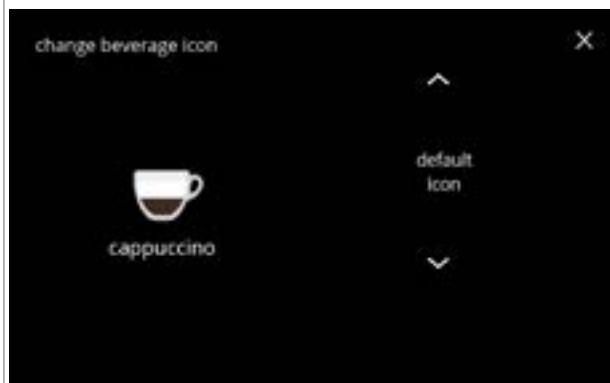 change beverage icon
default
icon
cappuccino